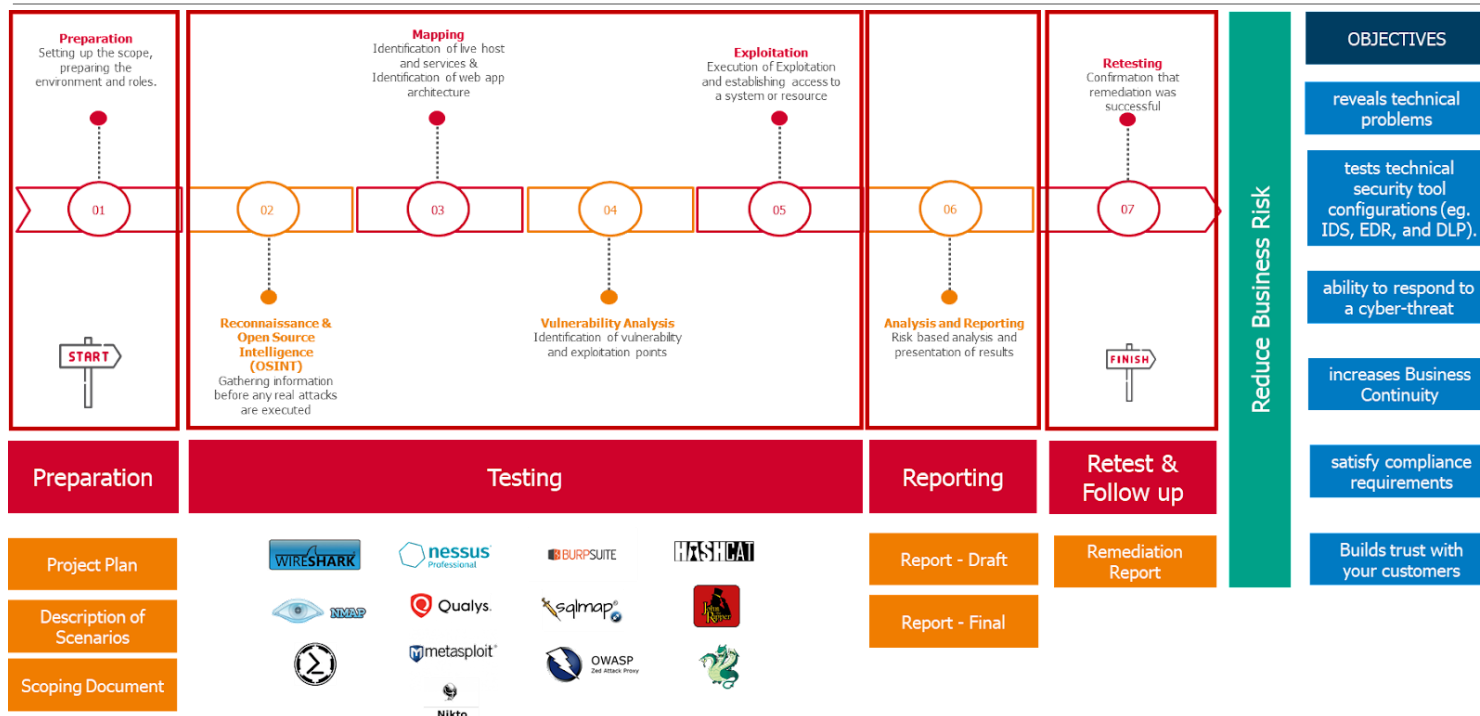 Preparation
Setting up the scope,
preparing the
environment and roles.
Mapping
Identification of live host
and services &
Identification of web app
architecture
Exploitation
Execution of Exploitation
and establishing access to
a system or resource
Retesting
Confirmation that
remediation was
successful
01
02
03
04
05
06
07
START
Reconnaissance &
Open Source
Intelligence
(OSINT)
Gathering information
before any real attacks
are executed
Vulnerability Analysis
Identification of vulnerability
and exploitation points
Analysis and Reporting
Risk based analysis and
presentation of results
FINISH
Preparation
Testing
Reporting
Retest &
Follow up
Project Plan
Description of
Scenarios
Scoping Document
WIRESHARK
nessus®
Professional
BURPSUITE
HASHCAT
NMAP
Qualys.
sqlmap®
John the Ripper
metasploit®
OWASP
Zed Attack Proxy
Nikto
Report - Draft
Report - Final
Remediation
Report
Reduce Business Risk
OBJECTIVES
reveals technical
problems
tests technical
security tool
configurations (eg.
IDS, EDR, and DLP).
ability to respond to
a cyber-threat
increases Business
Continuity
satisfy compliance
requirements
Builds trust with
your customers